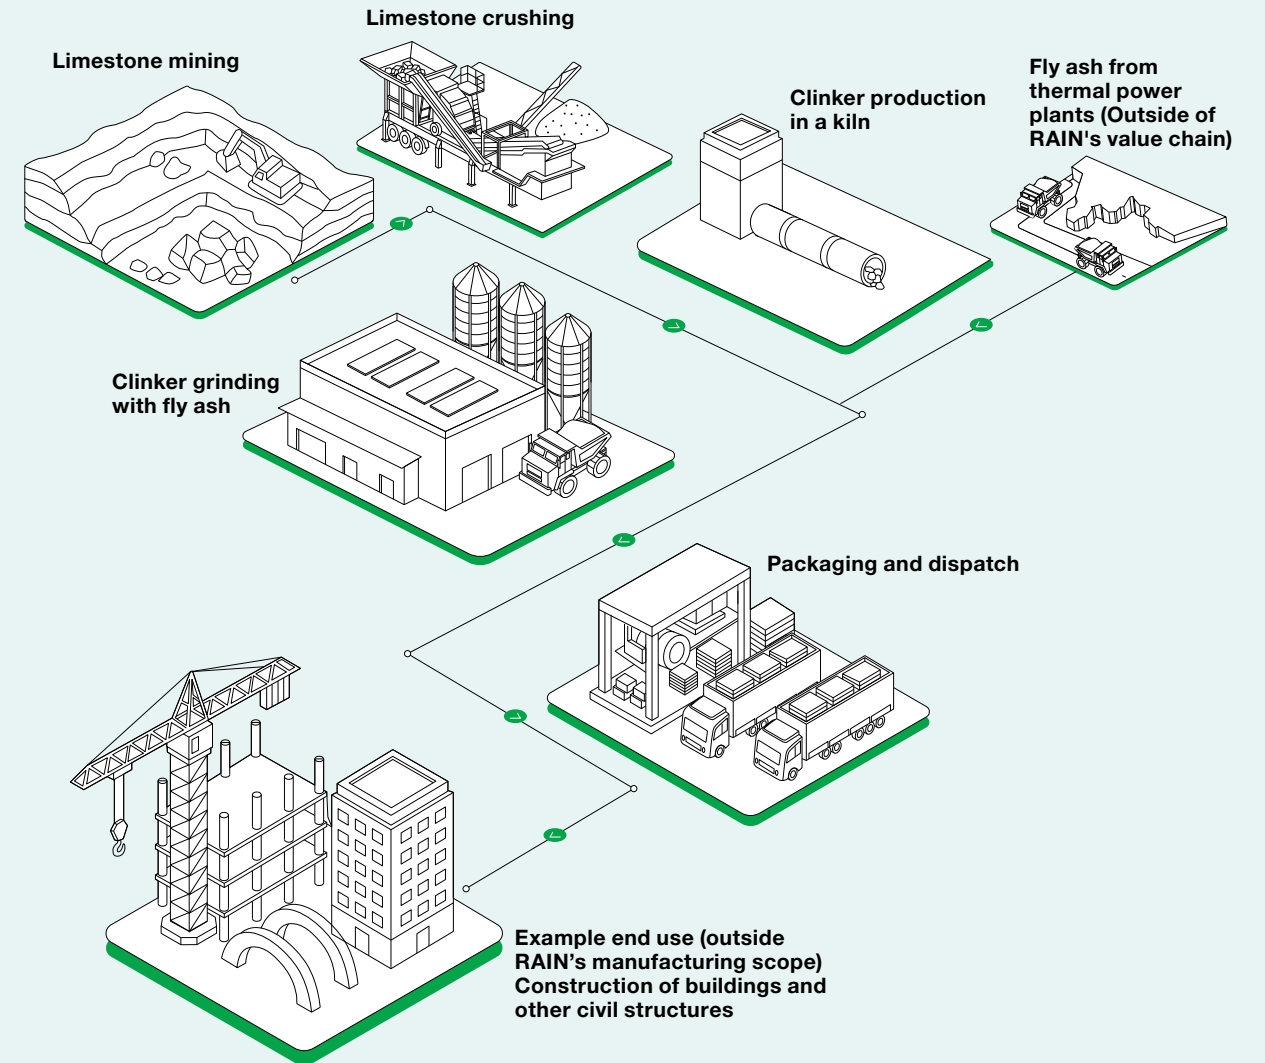 Limestone crushing
Limestone mining
Clinker production
in a kiln
Fly ash from
thermal power
plants (Outside of
RAIN's value chain)
Clinker grinding
with fly ash
Packaging and dispatch
Example end use (outside
RAIN’s manufacturing scope)
Construction of buildings and
other civil structures